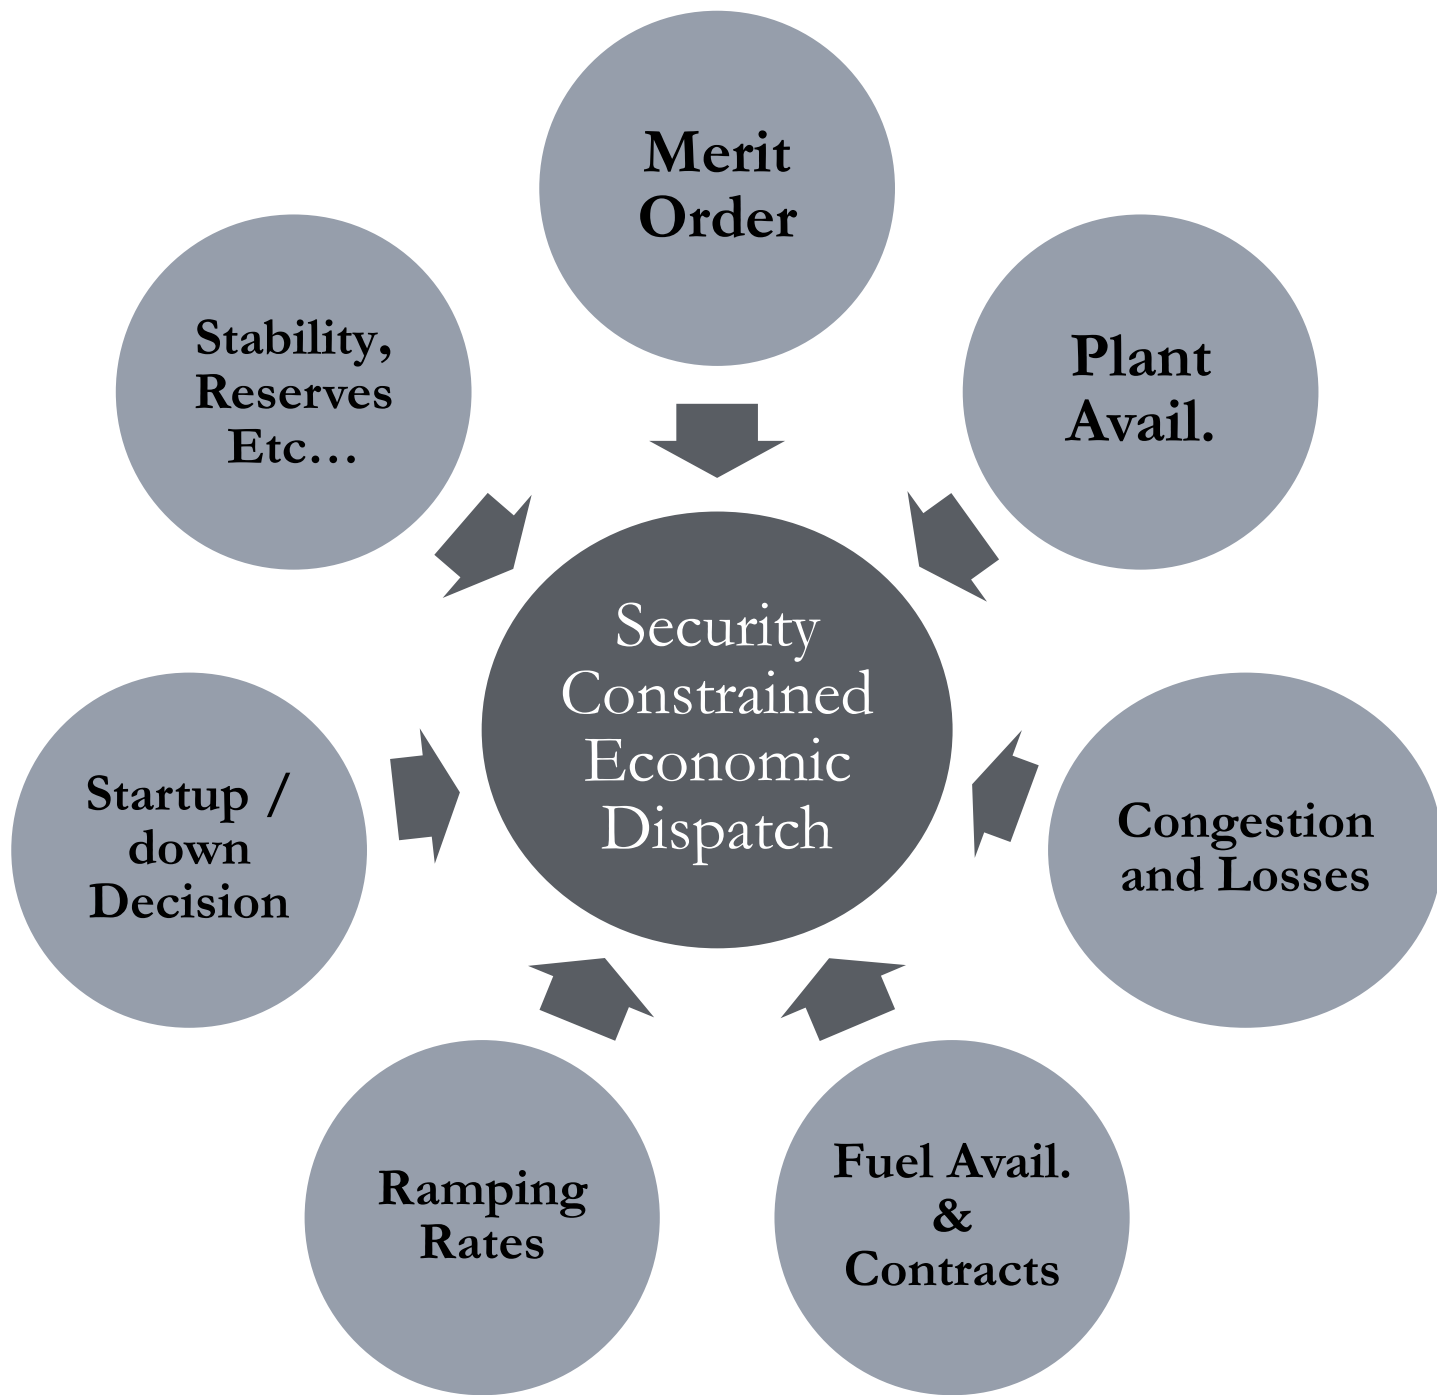 Merit
Order
Plant
Avail.
Congestion
and Losses
Fuel Avail.
&
Contracts
Ramping
Rates
Startup /
down
Decision
Stability,
Reserves
Etc…
Security
Constrained
Economic
Dispatch